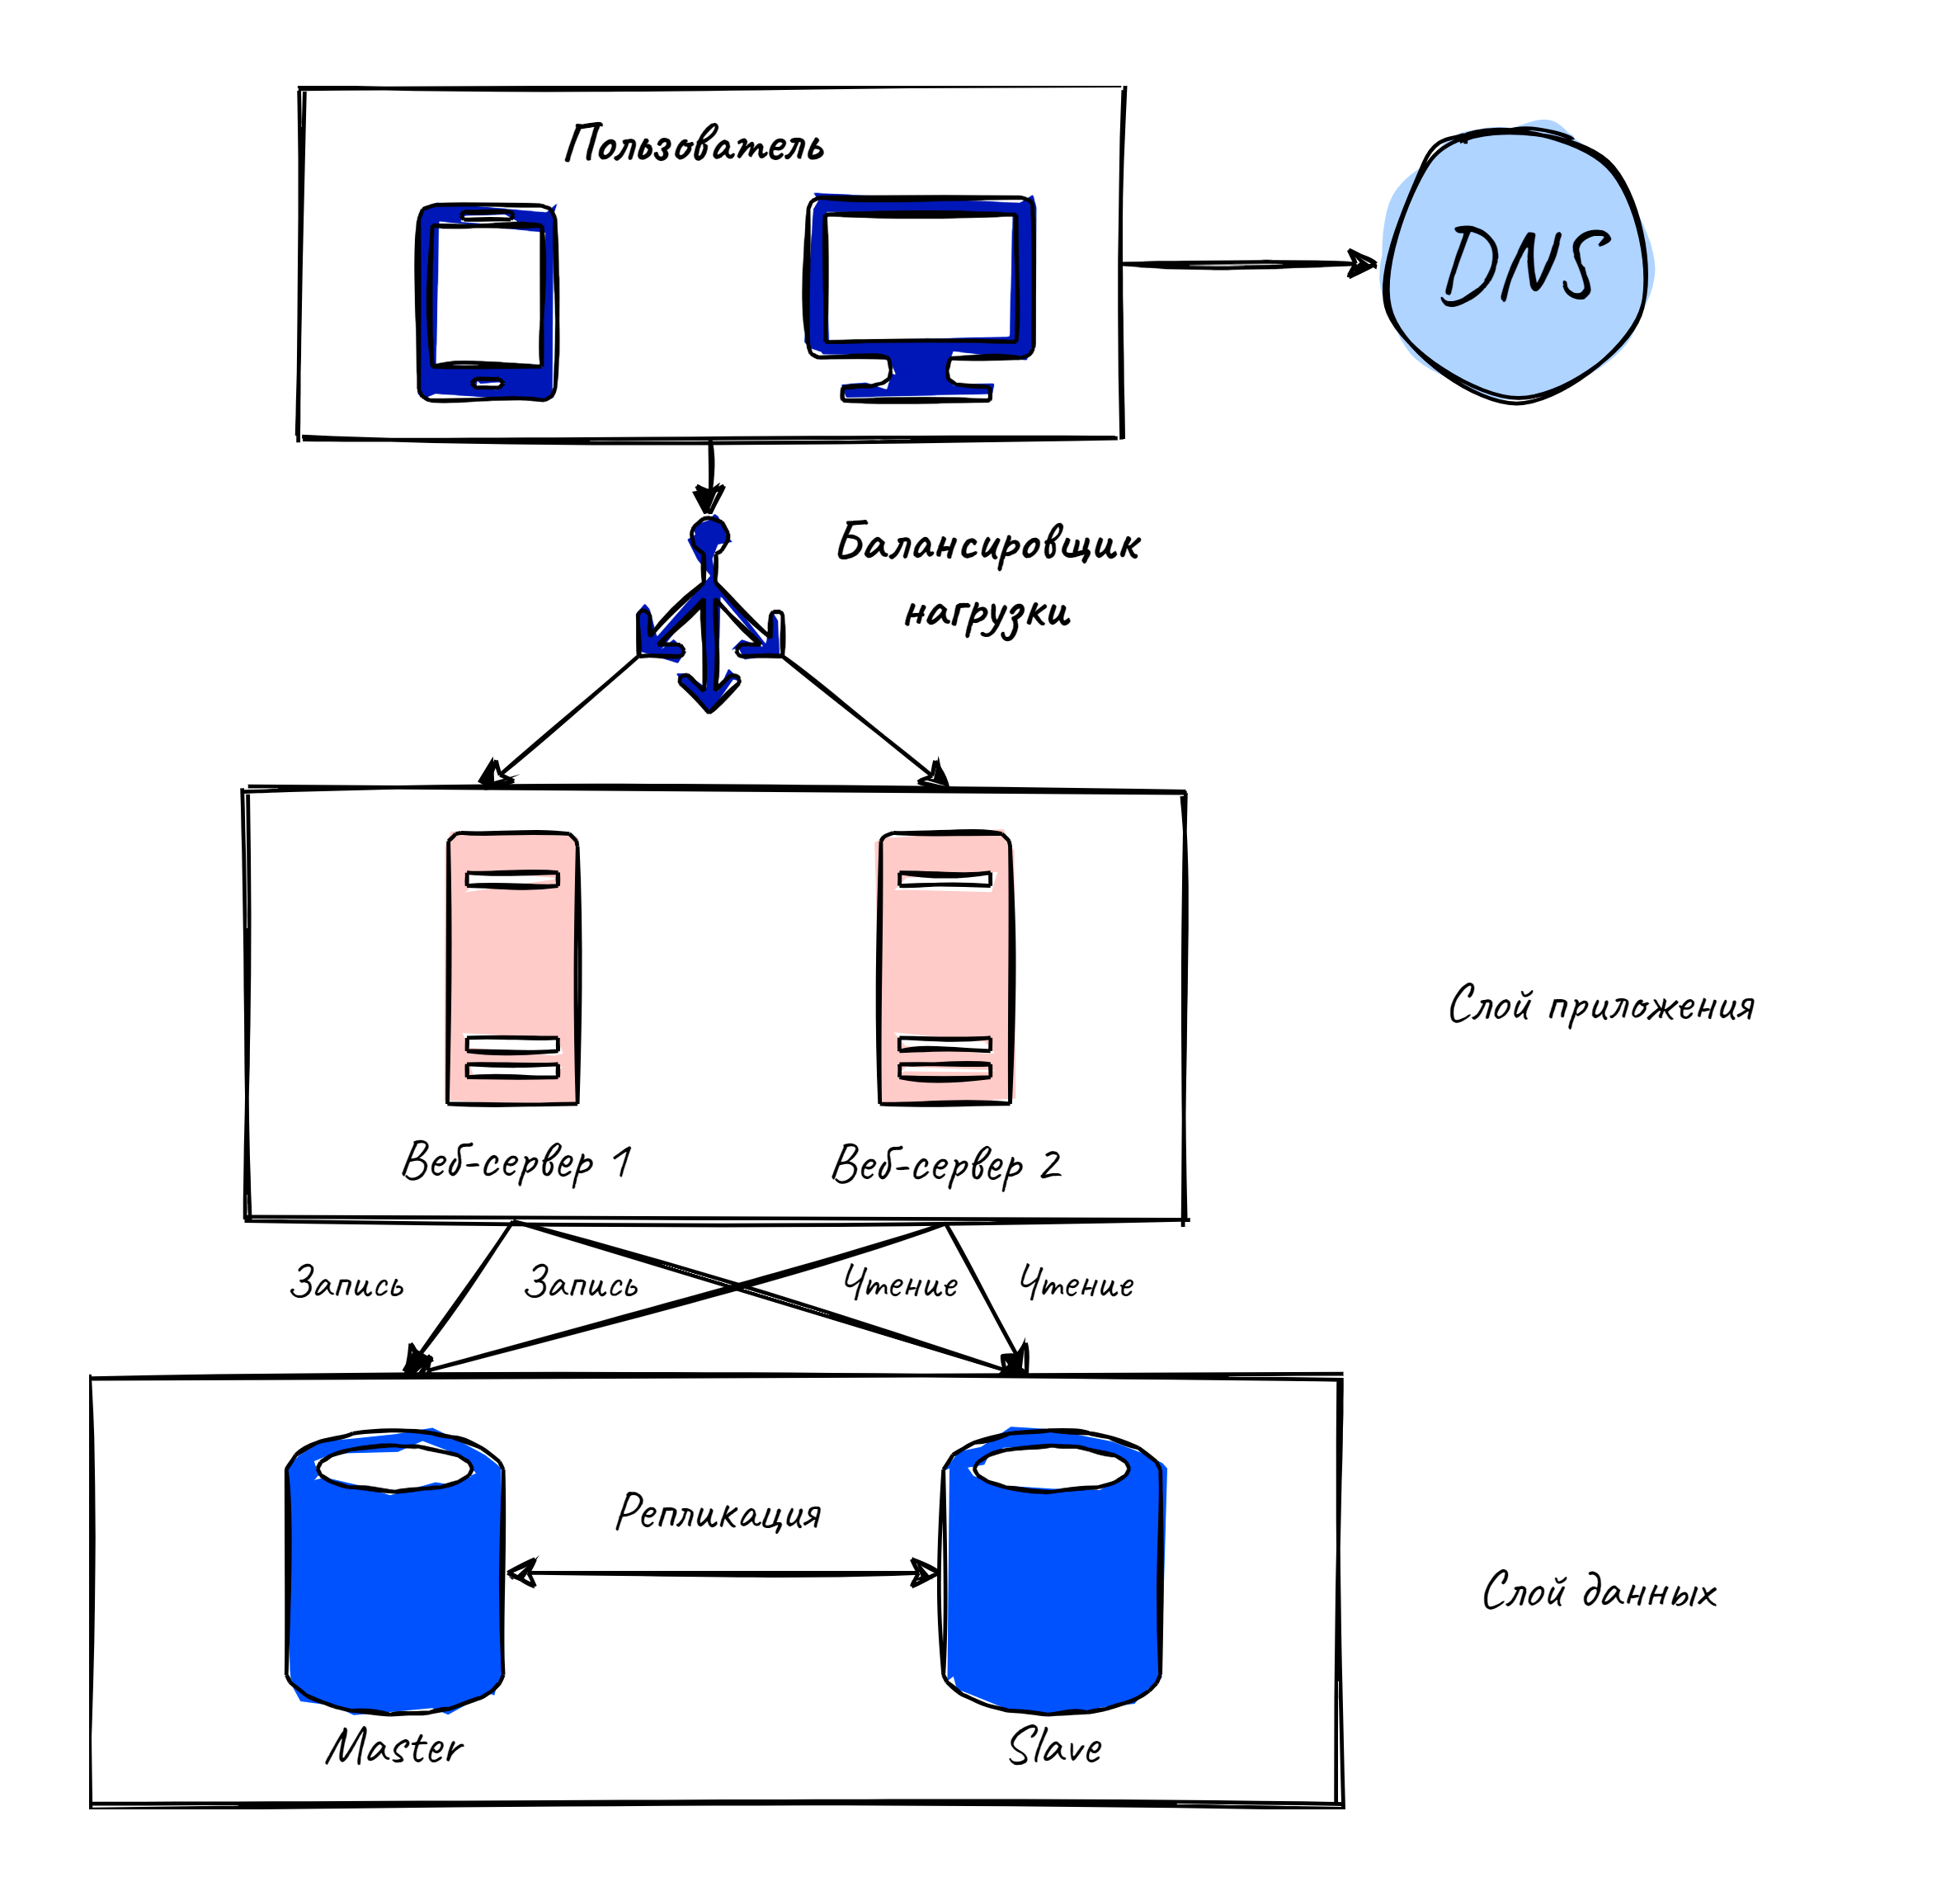 Пользователь
DNS
Балансировщик
нагрузки
Слой приложения
Веб-сервер 1
Веб-сервер 2
Запись
Запись
Чтение
Чтение
Репликация
Слой данных
Master
Slave